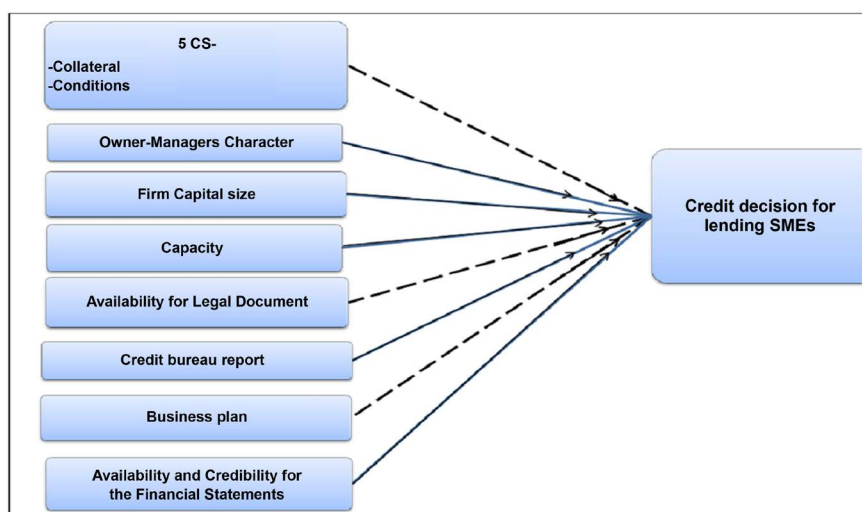 5 CS-
-Collateral
-Conditions
Owner-Managers Character
Firm Capital size
Capacity
Availability for Legal Document
Credit bureau report
Business plan
Availability and Credibility for
the Financial Statements
Credit decision for
lending SMEs